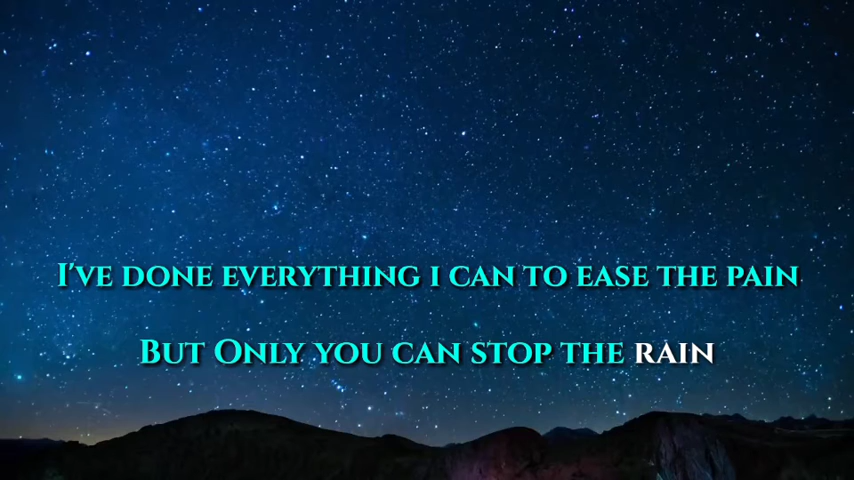 I've done everything I can to ease the pain
But Only you can stop the rain